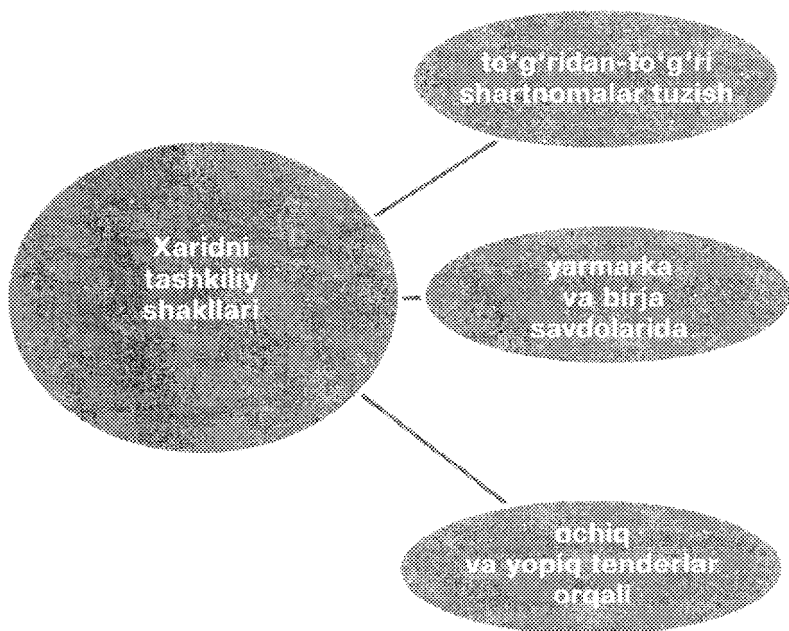 to'g'ridan-to'g'ri
shartnomalar tuzish
Xaridni
tashkiliy
shakllari
yarmarka
va birja
savdolarida
ochiq
va yopiq tenderlar
orqali